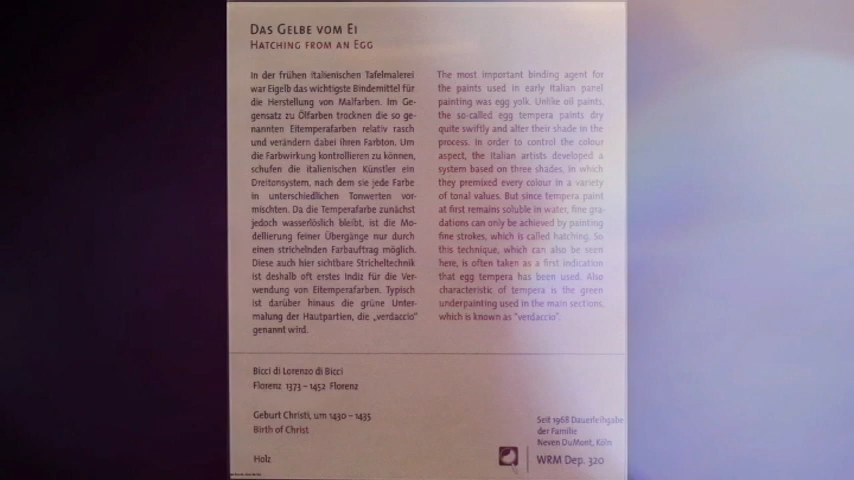 DAS GELBE VOM EI
HATCHING FROM AN EGG
In der frühen italienischen Tafelmalerei
war Eigelb das wichtigste Bindemittel für
die Herstellung von Malfarben. Im Ge-
gensatz zu Ölfarben trocknen die so ge-
nannten Eitemperafarben relativ rasch
und verändern dabei ihren Farbton. Um
die Farbwirkung kontrollieren zu können,
schufen die italienischen Künstler ein
Dreitonsystem, nach dem sie jede Farbe
in unterschiedlichen Tonwerten vor-
mischten. Da die Temperafarbe zunächst
jedoch wasserlöslich bleibt, ist die Mo-
dellierung feiner Übergänge nur durch
einen strichelnden Farbauftrag möglich.
Diese auch hier sichtbare Stricheltechnik
ist deshalb oft erstes Indiz für die Ver-
wendung von Eitemperafarben. Typisch
ist darüber hinaus die grüne Unter-
malung der Hautpartien, die „verdaccio“
genannt wird.
The most important binding agent for
the paints used in early Italian panel
painting was egg yolk. Unlike oil paints,
the so-called egg tempera paints dry
quite swiftly and alter their shade in the
process. In order to control the colour
aspect, the Italian artists developed a
system based on three shades, in which
they premixed every colour in a variety
of tonal values. But since tempera paint
at first remains soluble in water, fine gra-
dations can only be achieved by painting
fine strokes, which is called hatching. So
this technique, which can also be seen
here, is often taken as a first indication
that egg tempera has been used. Also
characteristic of tempera is the green
underpainting used in the main sections,
which is known as "verdaccio".
Bicci di Lorenzo di Bicci
Florenz 1373 – 1452 Florenz
Geburt Christi, um 1430 – 1435
Birth of Christ
Holz
Seit 1968 Dauerleihgabe
der Familie
Neven DuMont, Köln
WRM Dep. 320